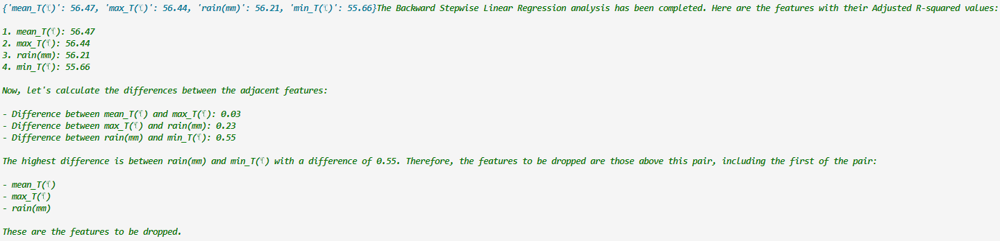 {'mean_T(℃)': 56.47, 'max_T(℃)': 56.44, 'rain(mm)': 56.21, 'min_T(℃)': 55.66}The Backward Stepwise Linear Regression analysis has been completed. Here are the features with their Adjusted R-squared values:
1. mean_T(℃): 56.47
2. max_T(℃): 56.44
3. rain(mm): 56.21
4. min_T(℃): 55.66
Now, let's calculate the differences between the adjacent features:
- Difference between mean_T(℃) and max_T(℃): 0.03
- Difference between max_T(℃) and rain(mm): 0.23
- Difference between rain(mm) and min_T(℃): 0.55
The highest difference is between rain(mm) and min_T(℃) with a difference of 0.55. Therefore, the features to be dropped are those above this pair, including the first of the pair:
- mean_T(℃)
- max_T(℃)
- rain(mm)
These are the features to be dropped.